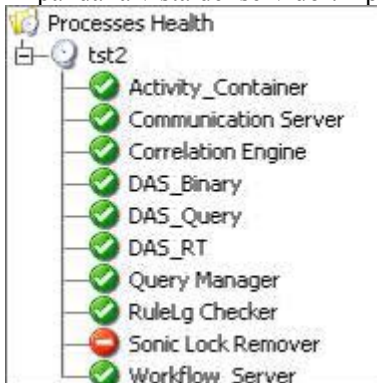 Processes Health
tst2
Activity_Container
Communication Server
Correlation Engine
DAS_Binary
DAS_Query
DAS_RT
Query Manager
RuleLg Checker
Sonic Lock Remover
Workflow_Server